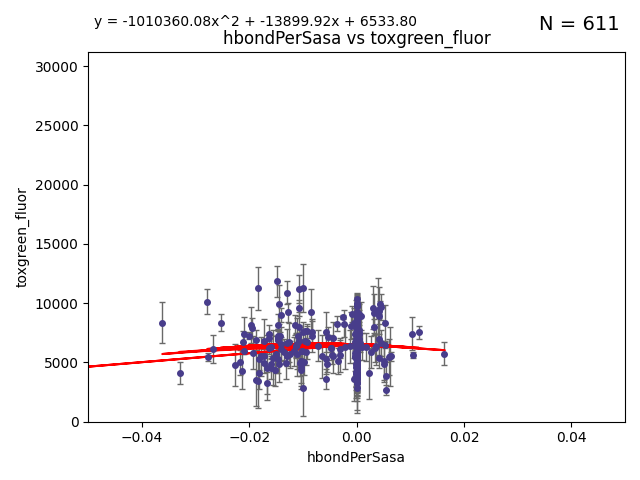 y = -1010360.08x^2 + -13899.92x + 6533.80
N = 611
hbondPerSasa vs toxgreen_fluor
30000
25000
20000
15000
10000
5000
0
toxgreen_fluor
−0.04
−0.02
0.00
0.02
0.04
hbondPerSasa